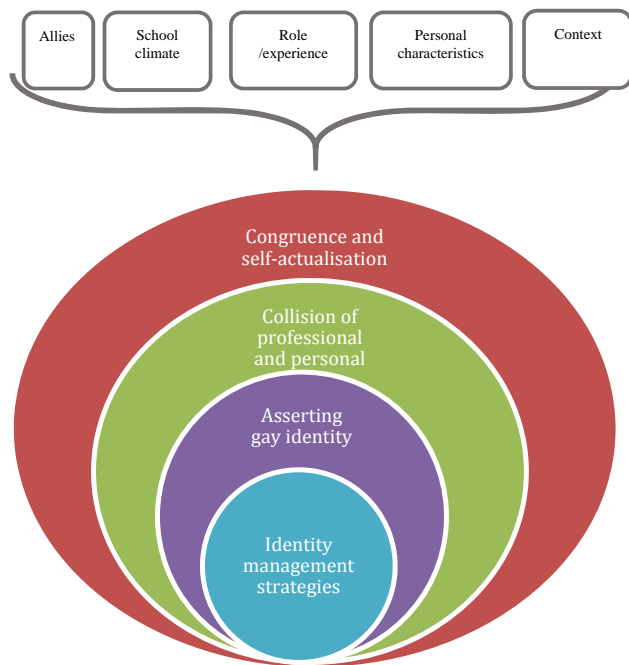 Allies
School
climate
Role
/experience
Personal
characteristics
Context
Congruence and
self-actualisation
Collision of
professional
and personal
Asserting
gay identity
Identity
management
strategies